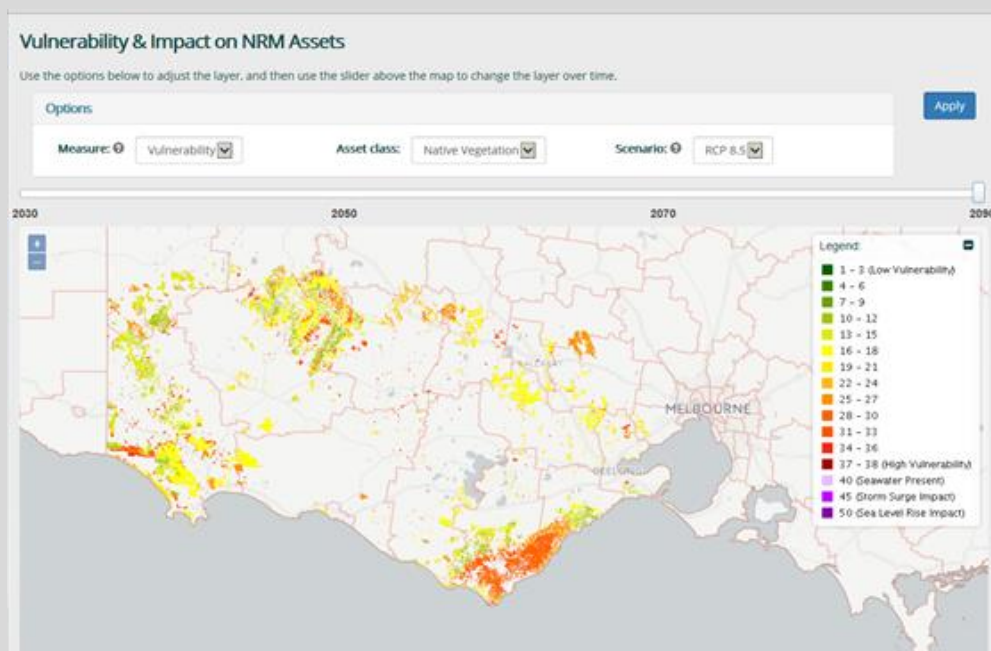 Vulnerability & Impact on NRM Assets
Use the options below to adjust the layer, and then use the slider above the map to change the layer over time.
Options
Apply
Measure: Vulnerability Asset class: Native Vegetation Scenario: RCP 8.5
2030 2050 2070 2090
+
-
Legend:
1 - 3 (Low Vulnerability)
4 - 6
7 - 9
10 - 12
13 - 15
16 - 18
19 - 21
22 - 24
25 - 27
28 - 30
31 - 33
34 - 36
37 - 38 (High Vulnerability)
40 (Seawater Present)
45 (Storm Surge Impact)
50 (Sea Level Rise Impact)
BALLARAT
MELBOURNE
GEELONG